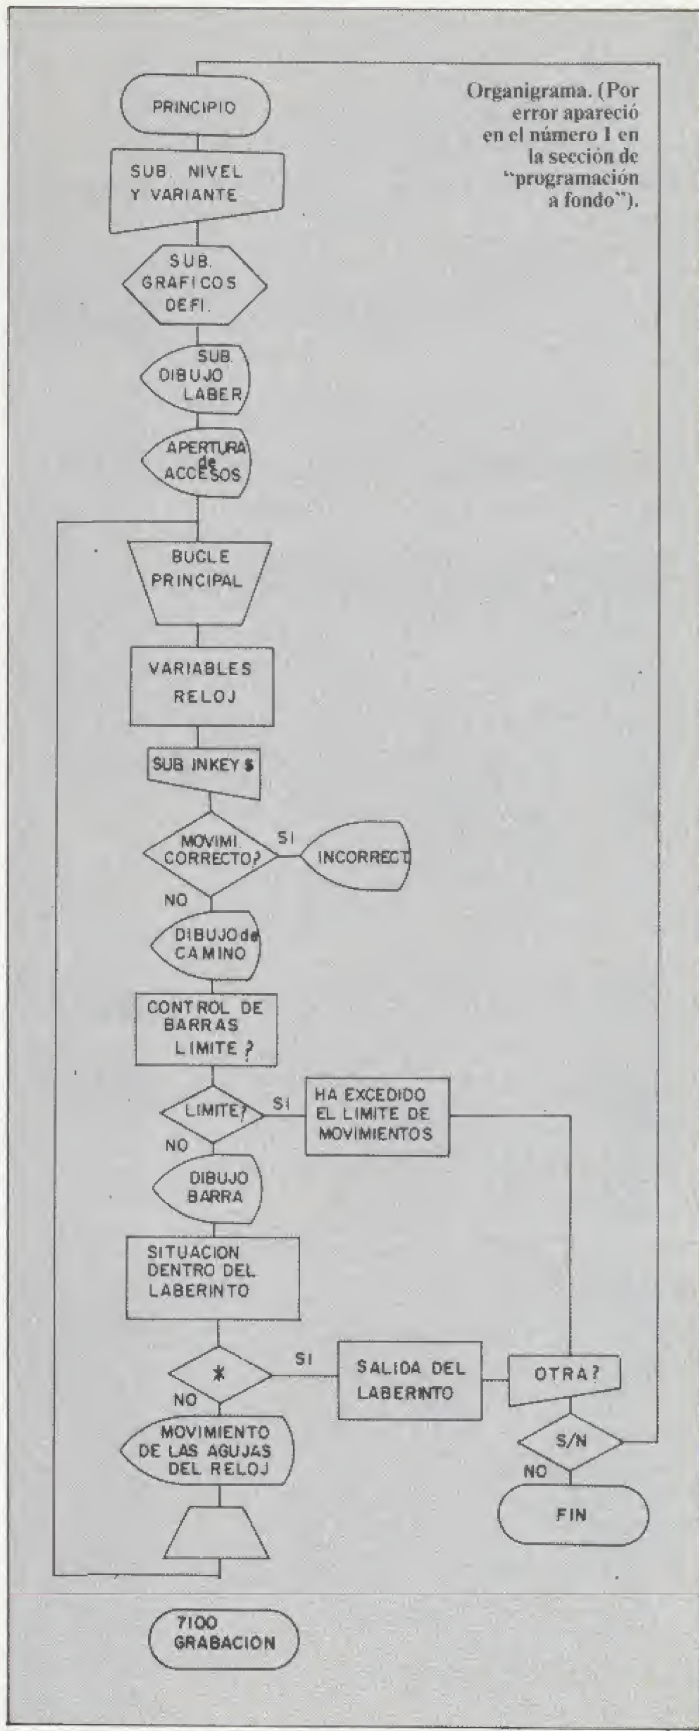 Organigrama. (Por
error apareció
en el número 1 en
la sección de
“programación
a fondo”).
PRINCIPIO
SUB. NIVEL
Y VARIANTE
SUB.
GRAFICOS
DEFI.
SUB.
DIBUJO
LABER
APERTURA
de
ACCESOS
BUCLE
PRINCIPAL
VARIABLES
RELOJ
SUB INKEY $
MOVIMI.
CORRECTO?
SI
INCORRECT
NO
DIBUJO de
CAMINO
CONTROL DE
BARRAS
LIMITE?
LIMITE?
SI
HA EXCEDIDO
EL LIMITE DE
MOVIMIENTOS
NO
DIBUJO
BARRA
SITUACION
DENTRO DEL
LABERINTO
*
SI
SALIDA DEL
LABERINTO
OTRA?
NO
MOVIMIENTO
DE LAS AGUJAS
DEL RELOJ
S/N
NO
FIN
7100
GRABACION